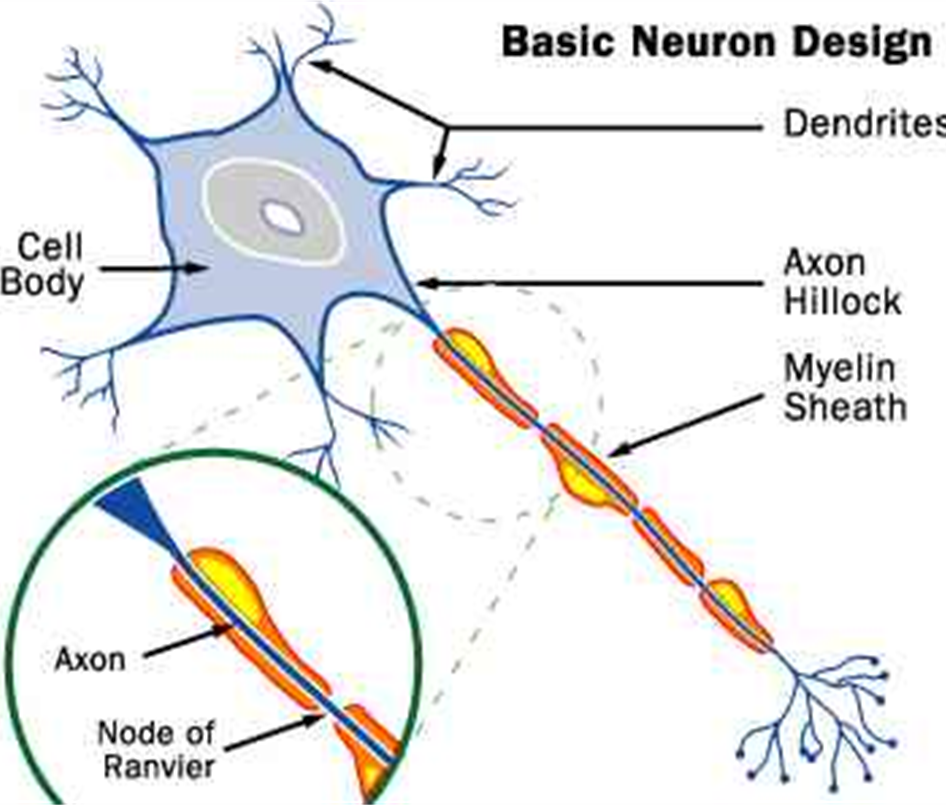 Basic Neuron Design
Dendrites
Cell
Body
Axon
Hillock
Myelin
Sheath
Axon
Node of
Ranvier